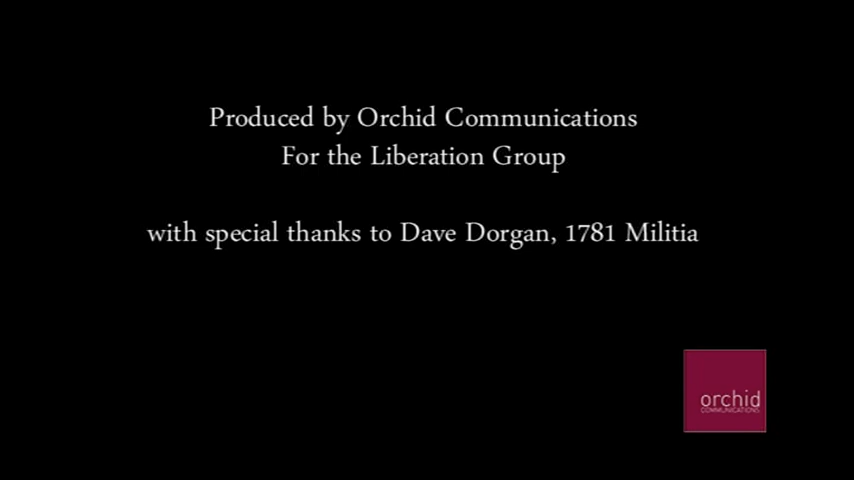 Produced by Orchid Communications
For the Liberation Group
with special thanks to Dave Dorgan, 1781 Militia
orchid
COMMUNICATIONS